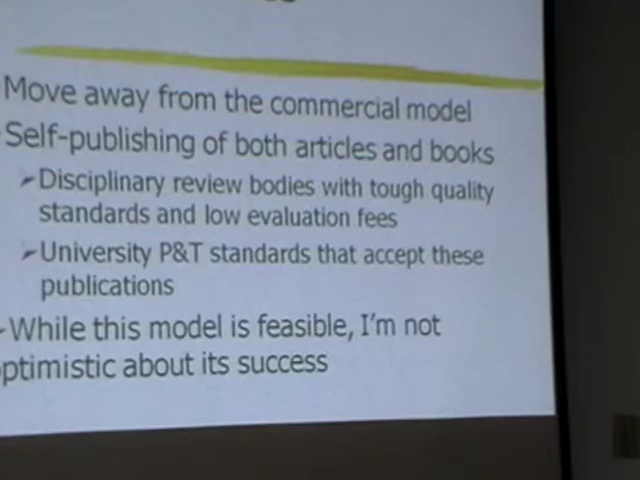 Move away from the commercial model
Self-publishing of both articles and books
Disciplinary review bodies with tough quality
standards and low evaluation fees
University P&T standards that accept these
publications
While this model is feasible, I'm not
ptimistic about its success